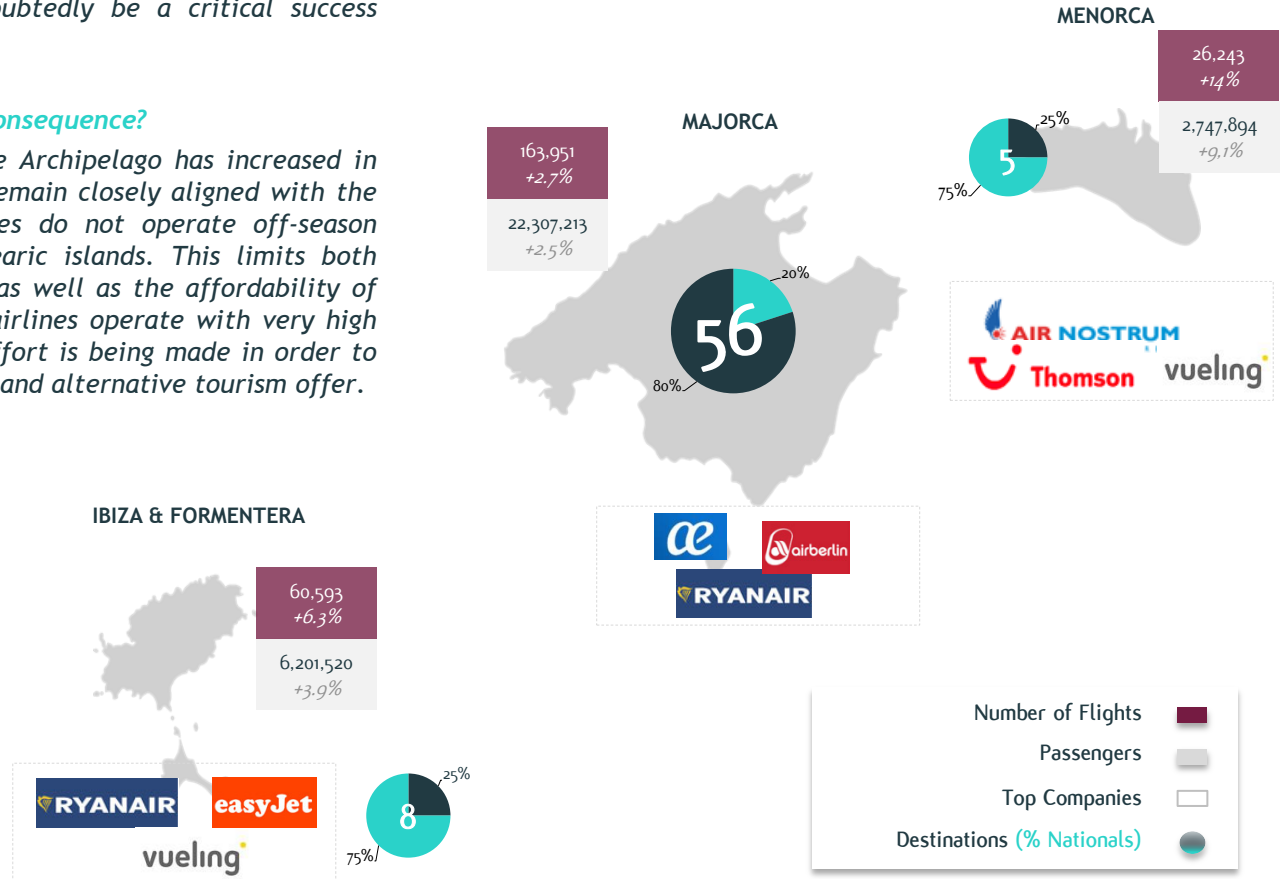 doubtedly be a critical success
onsequence?
e Archipelago has increased in
emain closely aligned with the
es do not operate off-season
earic islands. This limits both
as well as the affordability of
airlines operate with very high
ffort is being made in order to
and alternative tourism offer.
MENORCA
26,243
+14%
2,747,894
+9,1%
25%
5
75%
AIR NOSTRUM
Thomson
vueling
MAJORCA
163,951
+2.7%
22,307,213
+2.5%
20%
56
80%
æ
airberlin
RYANAIR
IBIZA & FORMENTERA
60,593
+6.3%
6,201,520
+3.9%
RYANAIR
easyJet
vueling
25%
8
75%
Number of Flights
Passengers
Top Companies
Destinations (% Nationals)